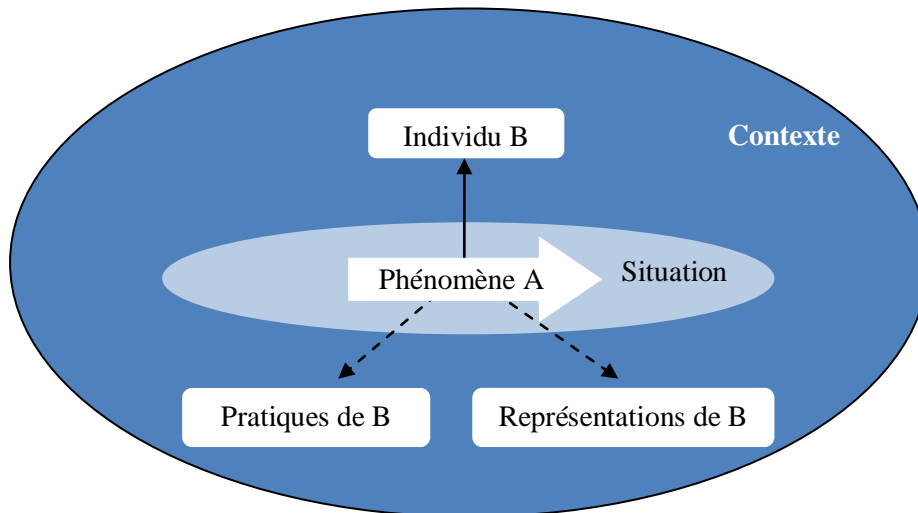 Individu B
Contexte
Phénomène A
Situation
Pratiques de B
Représentations de B